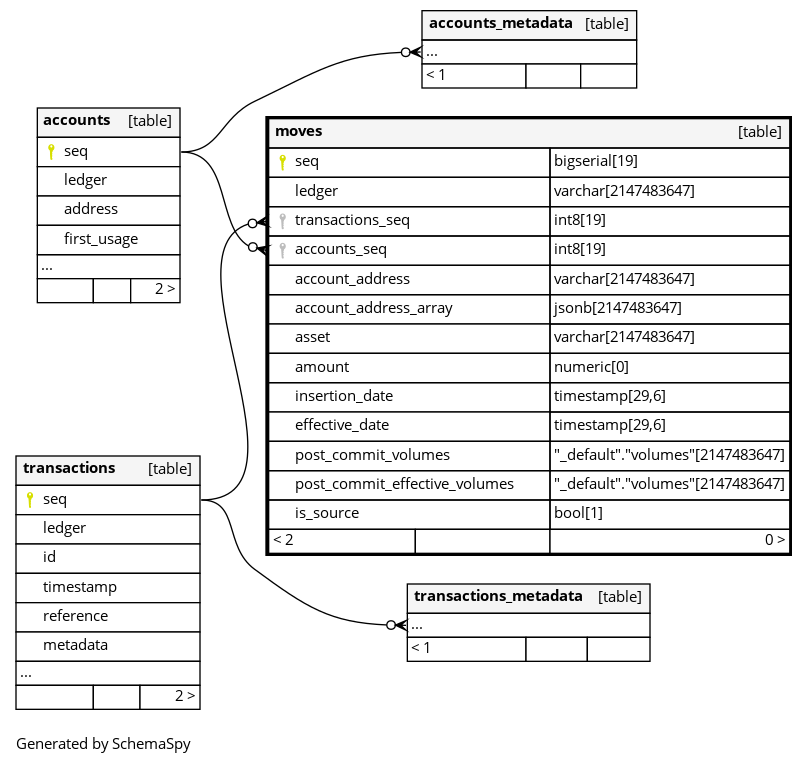 accounts_metadata [table]
...
< 1
accounts [table]
seq
ledger
address
first_usage
...
2 >
moves [table]
seq bigserial[19]
ledger varchar[2147483647]
transactions_seq int8[19]
accounts_seq int8[19]
account_address varchar[2147483647]
account_address_array jsonb[2147483647]
asset varchar[2147483647]
amount numeric[0]
insertion_date timestamp[29,6]
effective_date timestamp[29,6]
post_commit_volumes "_default"."volumes"[2147483647]
post_commit_effective_volumes "_default"."volumes"[2147483647]
is_source bool[1]
< 2 0 >
transactions [table]
seq
ledger
id
timestamp
reference
metadata
...
2 >
transactions_metadata [table]
...
< 1
Generated by SchemaSpy